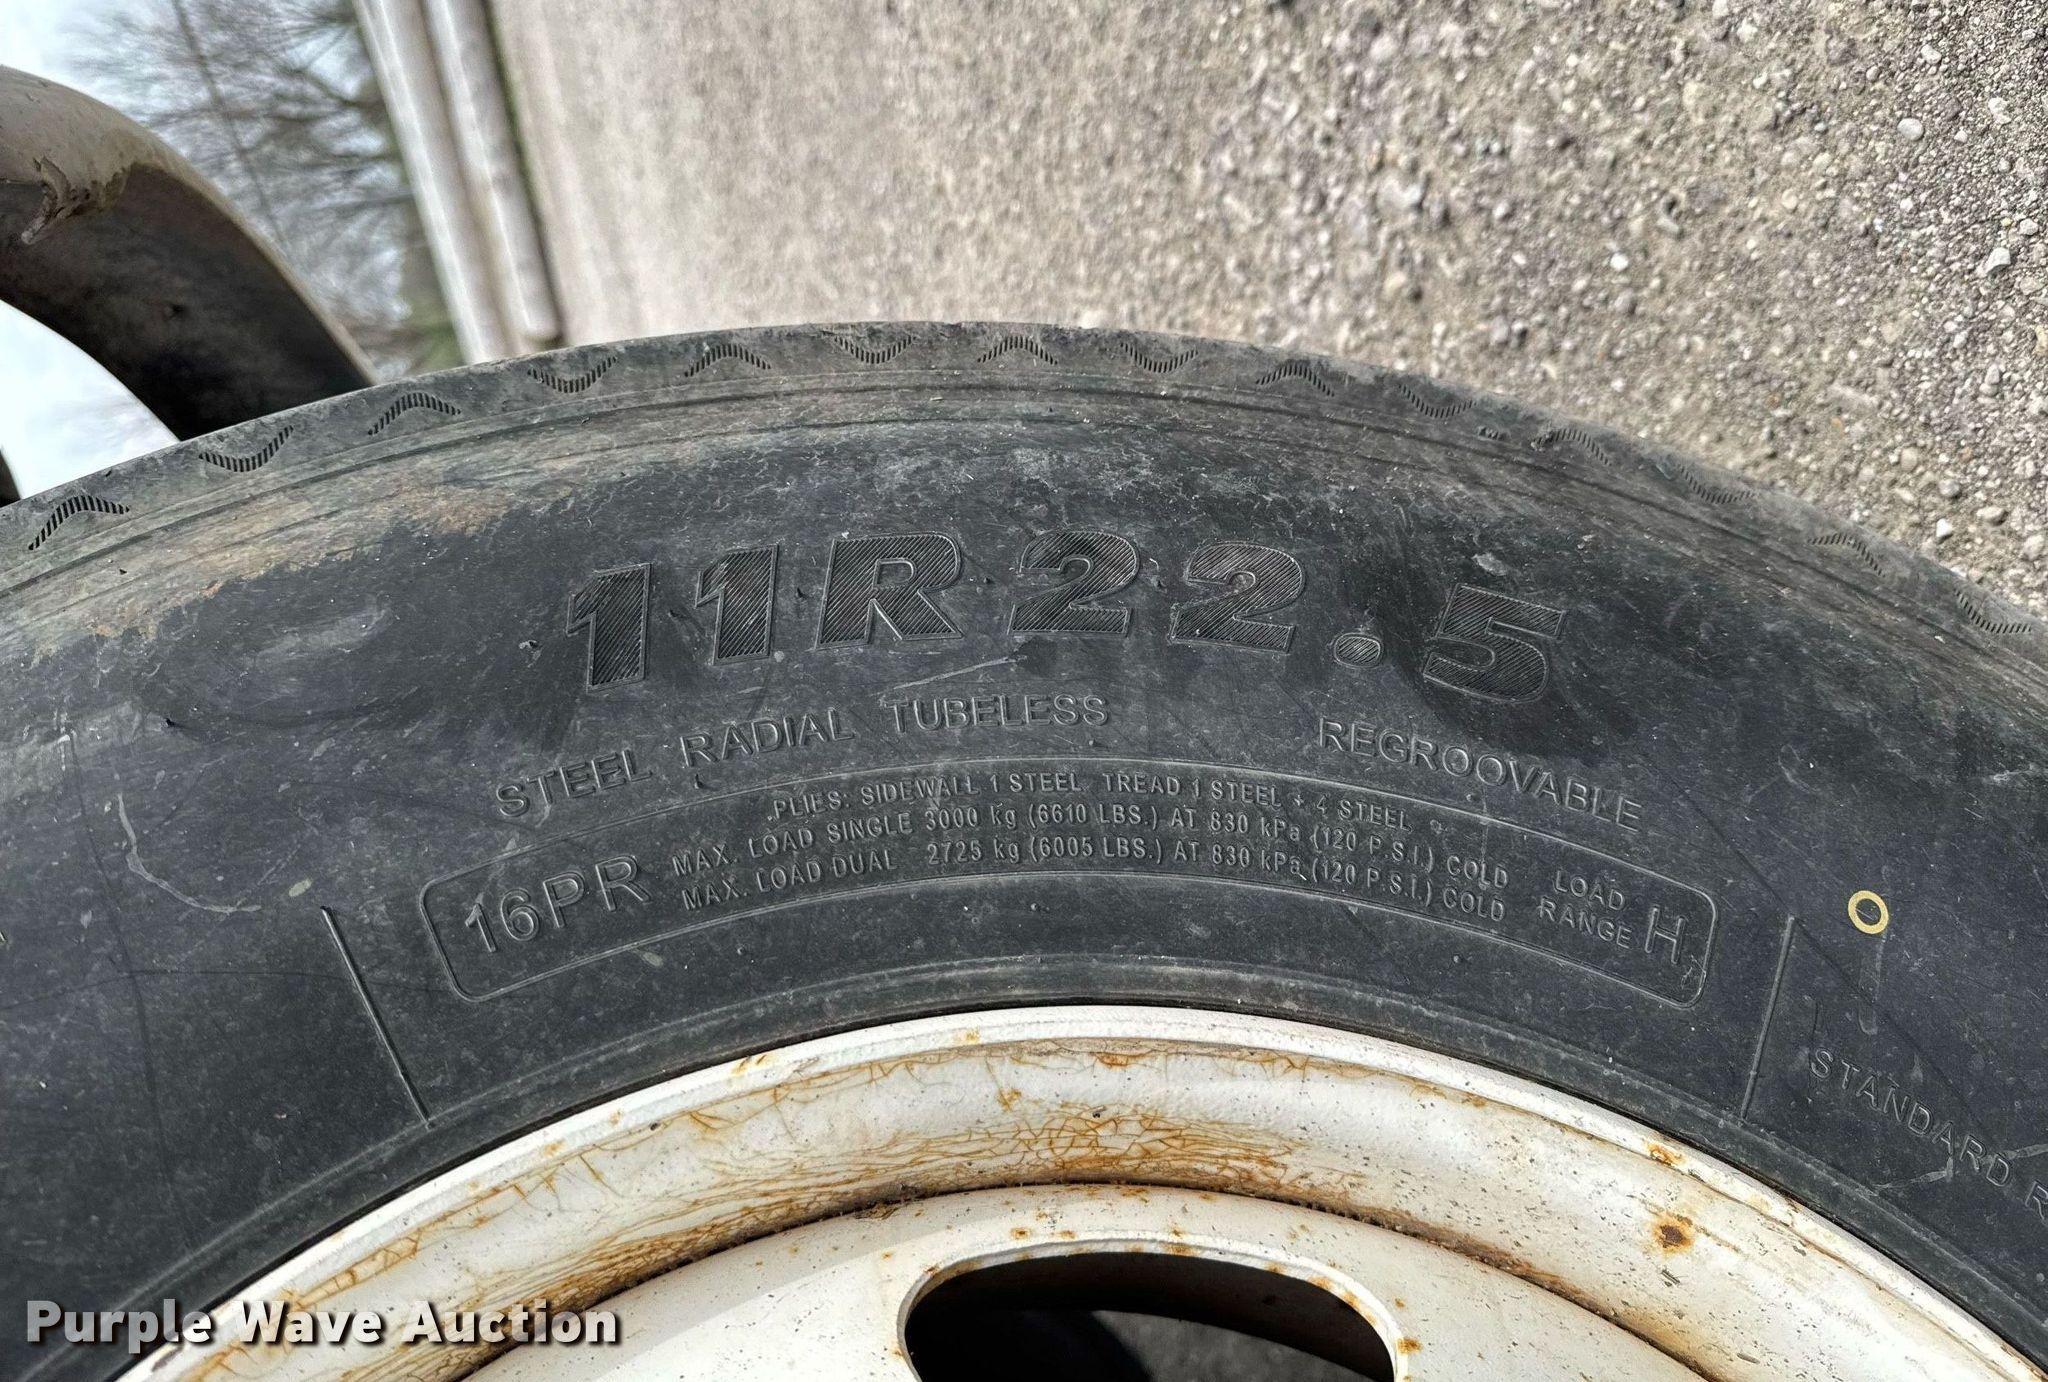 11R22.5
STEEL RADIAL TUBELESS REGROOVABLE
PLIES: SIDEWALL 1 STEEL TREAD 1 STEEL + 4 STEEL
16PR MAX. LOAD SINGLE 3000 kg (6610 LBS.) AT 830 kPa (120 P.S.I.) COLD
MAX. LOAD DUAL 2725 kg (6005 LBS.) AT 830 kPa (120 P.S.I.) COLD
LOAD
RANGE H
STANDARD R
Purple Wave Auction